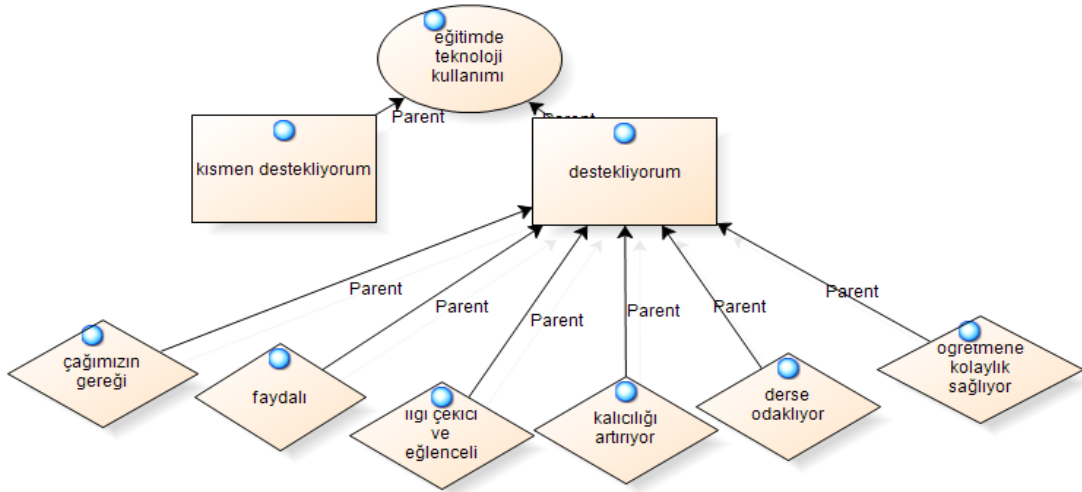 eğitimde
teknoloji
kullanımı
Parent
Parent
kısmen destekliyorum
destekliyorum
Parent
Parent
Parent
Parent
Parent
Parent
çağımızın
gereği
faydalı
ilgi çekici
ve
eğlenceli
kalıcılığı
artırıyor
derse
odaklıyor
öğretmene
kolaylık
sağlıyor